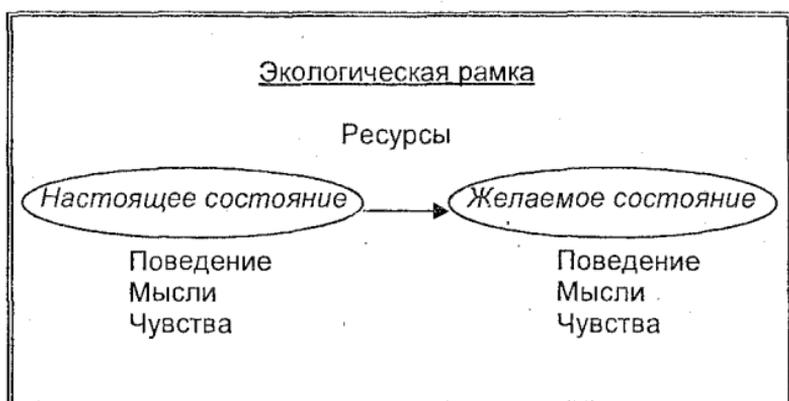 Экологическая рамка
Ресурсы
Настоящее состояние
Желаемое состояние
Поведение
Мысли
Чувства
Поведение
Мысли
Чувства